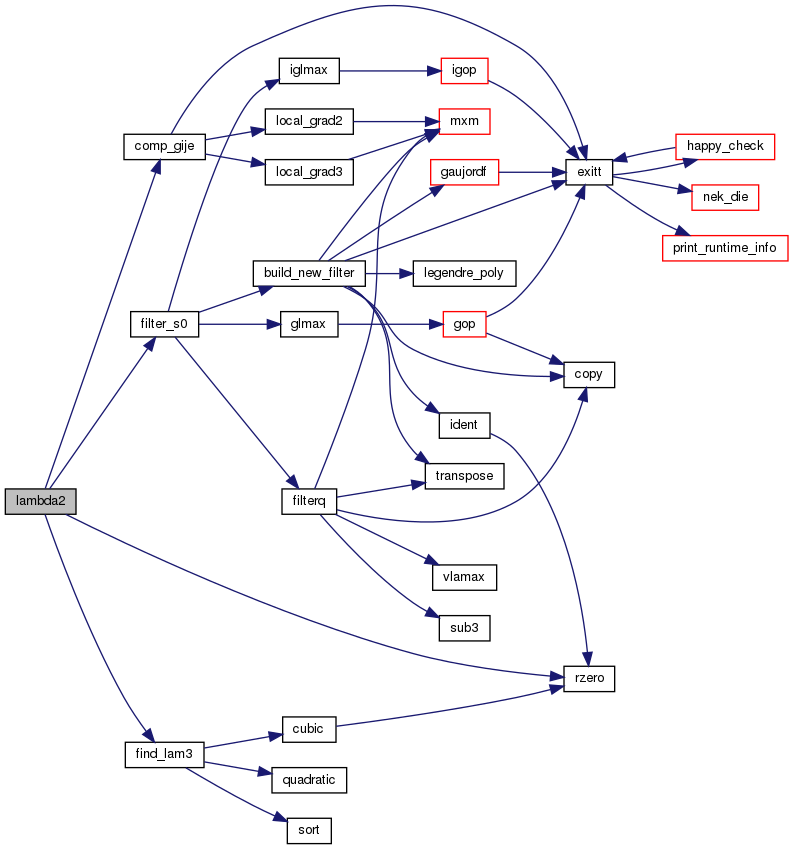 iglmax
igop
local_grad2
mxm
comp_gije
happy_check
local_grad3
gaujordf
exitt
nek_die
print_runtime_info
build_new_filter
legendre_poly
filter_s0
glmax
gop
copy
ident
transpose
lambda2
filterq
vlamax
sub3
rzero
cubic
find_lam3
quadratic
sort